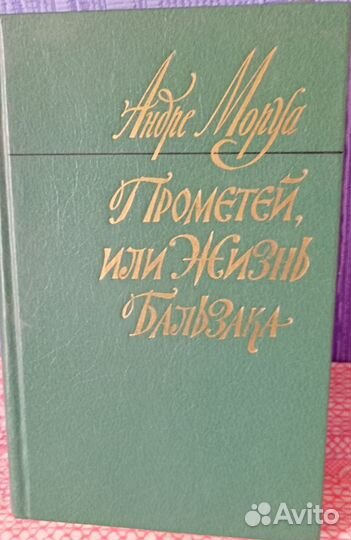 Андре Моруа
Прометей,
или Жизнь
Бальзака
Avito